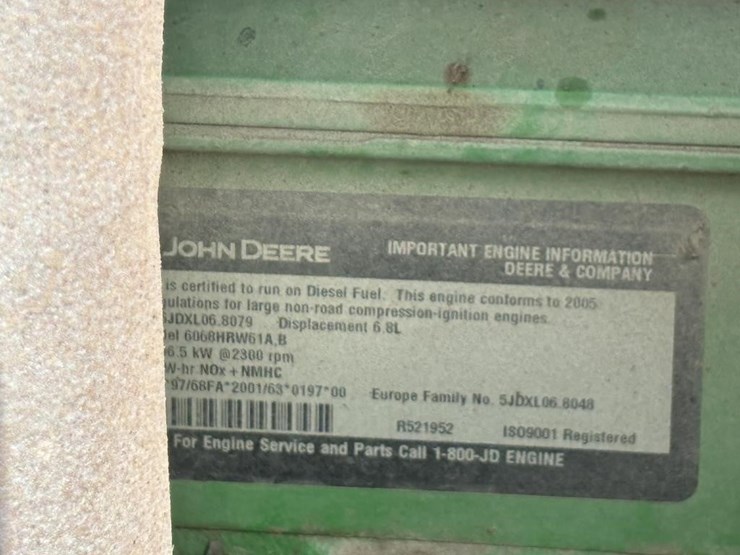 JOHN DEERE
IMPORTANT ENGINE INFORMATION
DEERE & COMPANY
is certified to run on Diesel Fuel. This engine conforms to 2005
ulations for large non-road compression-ignition engines.
5JDXL06.8079 Displacement 6.8L
el 6068HRW61A,B
6.5 kW @2300 rpm
W-hr NOx + NMHC
*97/68FA*2001/63*0197*00 Europe Family No. 5JDXL06.8048
R521952 ISO9001 Registered
For Engine Service and Parts Call 1-800-JD ENGINE